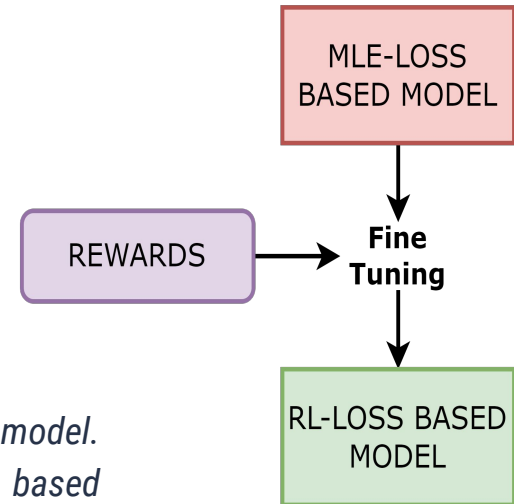 MLE-LOSS
BASED MODEL
REWARDS
Fine
Tuning
RL-LOSS BASED
MODEL
model.
based